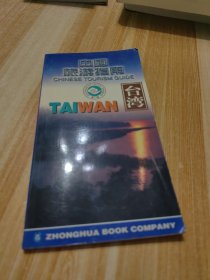 中国
旅游指南
CHINESE TOURISM GUIDE
TAIWAN
台湾
ZHONGHUA BOOK COMPANY